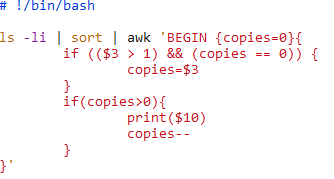 # !/bin/bash
ls -li | sort | awk 'BEGIN {copies=0}{
if (($3 > 1) && (copies == 0)) {
copies=$3
}
if(copies>0){
print($10)
copies--
}
}'